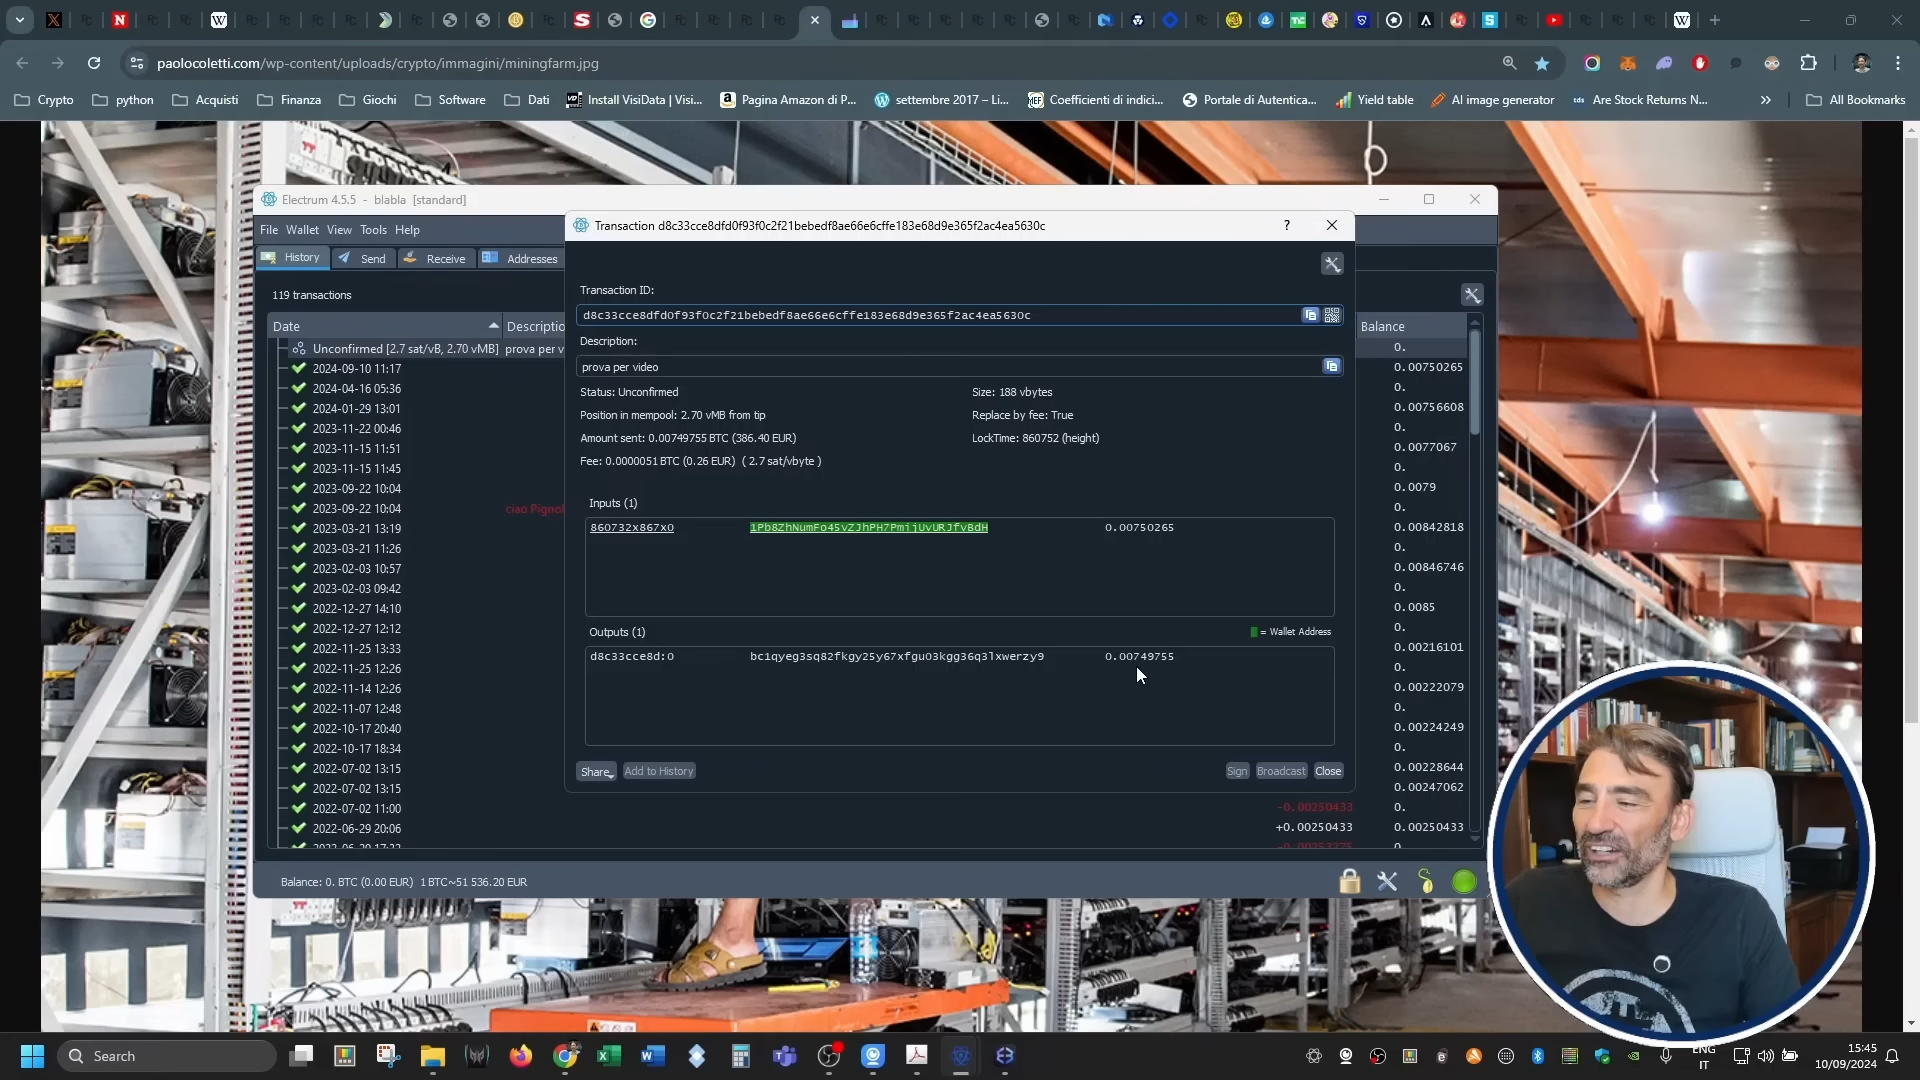 paolocoletti.com/wp-content/uploads/crypto/immagini/miningfarm.jpg
Crypto
python
Acquisti
Finanza
Giochi
Software
Dati
Install VisiData | Visi...
Pagina Amazon di P...
settembre 2017 – Li...
Coefficienti di indici...
Portale di Autentica...
Yield table
AI image generator
Are Stock Returns N...
All Bookmarks
Electrum 4.5.5 - blabla [standard]
File Wallet View Tools Help
History
Send
Receive
Addresses
119 transactions
Date
Descriptio
Balance
Unconfirmed [2.7 sat/vB, 2.70 vMB] prova per v
0.
2024-09-10 11:17
0.00750265
2024-04-16 05:36
0.
2024-01-29 13:01
0.00756608
2023-11-22 00:46
0.
2023-11-15 11:51
0.0077067
2023-11-15 11:45
0.
2023-09-22 10:04
0.0079
2023-09-22 10:04
ciao Pignol
0.
2023-03-21 13:19
0.00842818
2023-03-21 11:26
0.
2023-02-03 10:57
0.00846746
2023-02-03 09:42
0.
2022-12-27 14:10
0.0085
2022-12-27 12:12
0.
2022-11-25 13:33
0.00216101
2022-11-25 12:26
0.
2022-11-14 12:26
0.00222079
2022-11-07 12:48
0.
2022-10-17 20:40
0.00224249
2022-10-17 18:34
0.
2022-07-02 13:15
0.00228644
2022-07-02 13:15
0.00247062
2022-07-02 11:00
-0.00250433
0.
2022-06-29 20:06
+0.00250433
0.00250433
Balance: 0. BTC (0.00 EUR) 1 BTC~51 536.20 EUR
Transaction d8c33cce8dfd0f93f0c2f21bebedf8ae66e6cffe183e68d9e365f2ac4ea5630c
?
Transaction ID:
d8c33cce8dfd0f93f0c2f21bebedf8ae66e6cffe183e68d9e365f2ac4ea5630c
Description:
prova per video
Status: Unconfirmed
Size: 188 vbytes
Position in mempool: 2.70 vMB from tip
Replace by fee: True
Amount sent: 0.00749755 BTC (386.40 EUR)
LockTime: 860752 (height)
Fee: 0.0000051 BTC (0.26 EUR) ( 2.7 sat/vbyte )
Inputs (1)
860732x867x0
1Pb8ZhNumFo45vZJhPH7PmijUvURJfvBdH
0.00750265
Outputs (1)
= Wallet Address
d8c33cce8d:0
bc1qyeg3sq82fkgy25y67xfgu03kgg36q3lxwerzy9
0.00749755
Share
Add to History
Sign
Broadcast
Close
Search
ENG
IT
15:45
10/09/2024